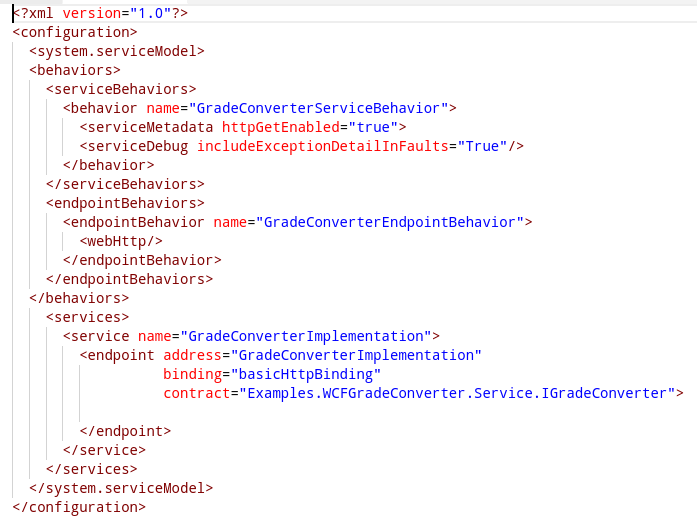 <?xml version="1.0"?>
<configuration>
<system.serviceModel>
<behaviors>
<serviceBehaviors>
<behavior name="GradeConverterServiceBehavior">
<serviceMetadata httpGetEnabled="true">
<serviceDebug includeExceptionDetailInFaults="True"/>
</behavior>
</serviceBehaviors>
<endpointBehaviors>
<endpointBehavior name="GradeConverterEndpointBehavior">
<webHttp/>
</endpointBehavior>
</endpointBehaviors>
</behaviors>
<services>
<service name="GradeConverterImplementation">
<endpoint address="GradeConverterImplementation"
binding="basicHttpBinding"
contract="Examples.WCFGradeConverter.Service.IGradeConverter">
</endpoint>
</service>
</services>
</system.serviceModel>
</configuration>